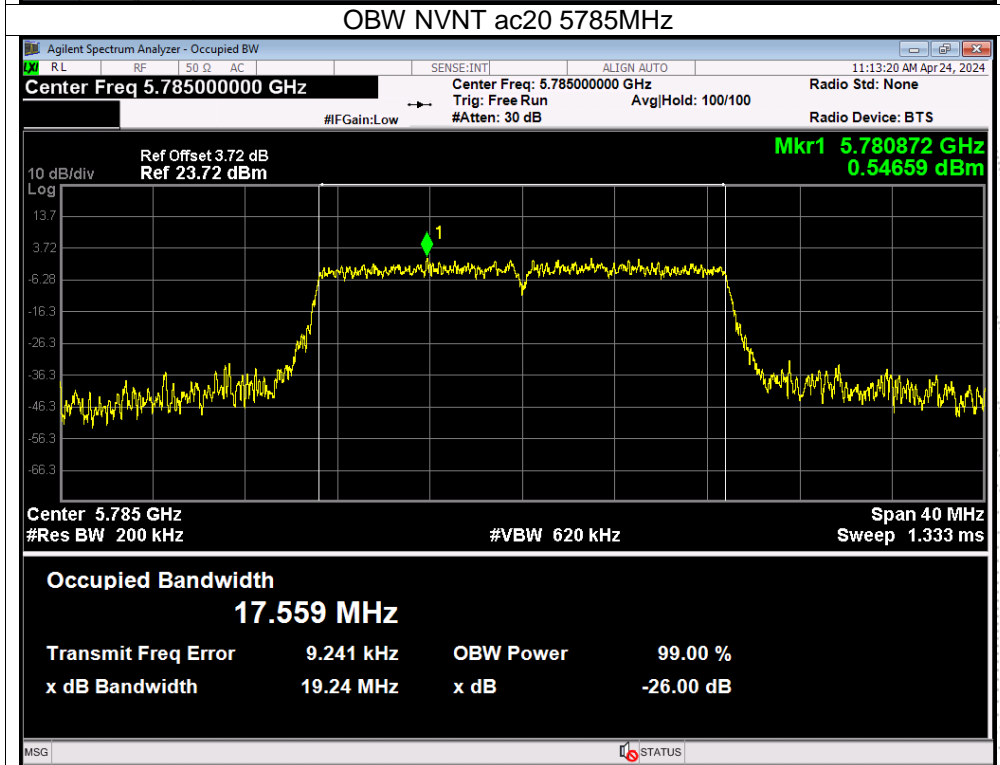 OBW NVNT ac20 5785MHz
Agilent Spectrum Analyzer - Occupied BW
LXI RL RF 50 Ω AC SENSE:INT ALIGN AUTO 11:13:20 AM Apr 24, 2024
Center Freq 5.785000000 GHz Center Freq: 5.785000000 GHz Radio Std: None
Trig: Free Run Avg|Hold: 100/100
#IFGain:Low #Atten: 30 dB Radio Device: BTS
Mkr1 5.780872 GHz
0.54659 dBm
Ref Offset 3.72 dB
10 dB/div Ref 23.72 dBm
Log
13.7
1
3.72
-6.28
-16.3
-26.3
-36.3
-46.3
-56.3
-66.3
Center 5.785 GHz Span 40 MHz
#Res BW 200 kHz #VBW 620 kHz Sweep 1.333 ms
Occupied Bandwidth
17.559 MHz
Transmit Freq Error 9.241 kHz OBW Power 99.00 %
x dB Bandwidth 19.24 MHz x dB -26.00 dB
MSG STATUS